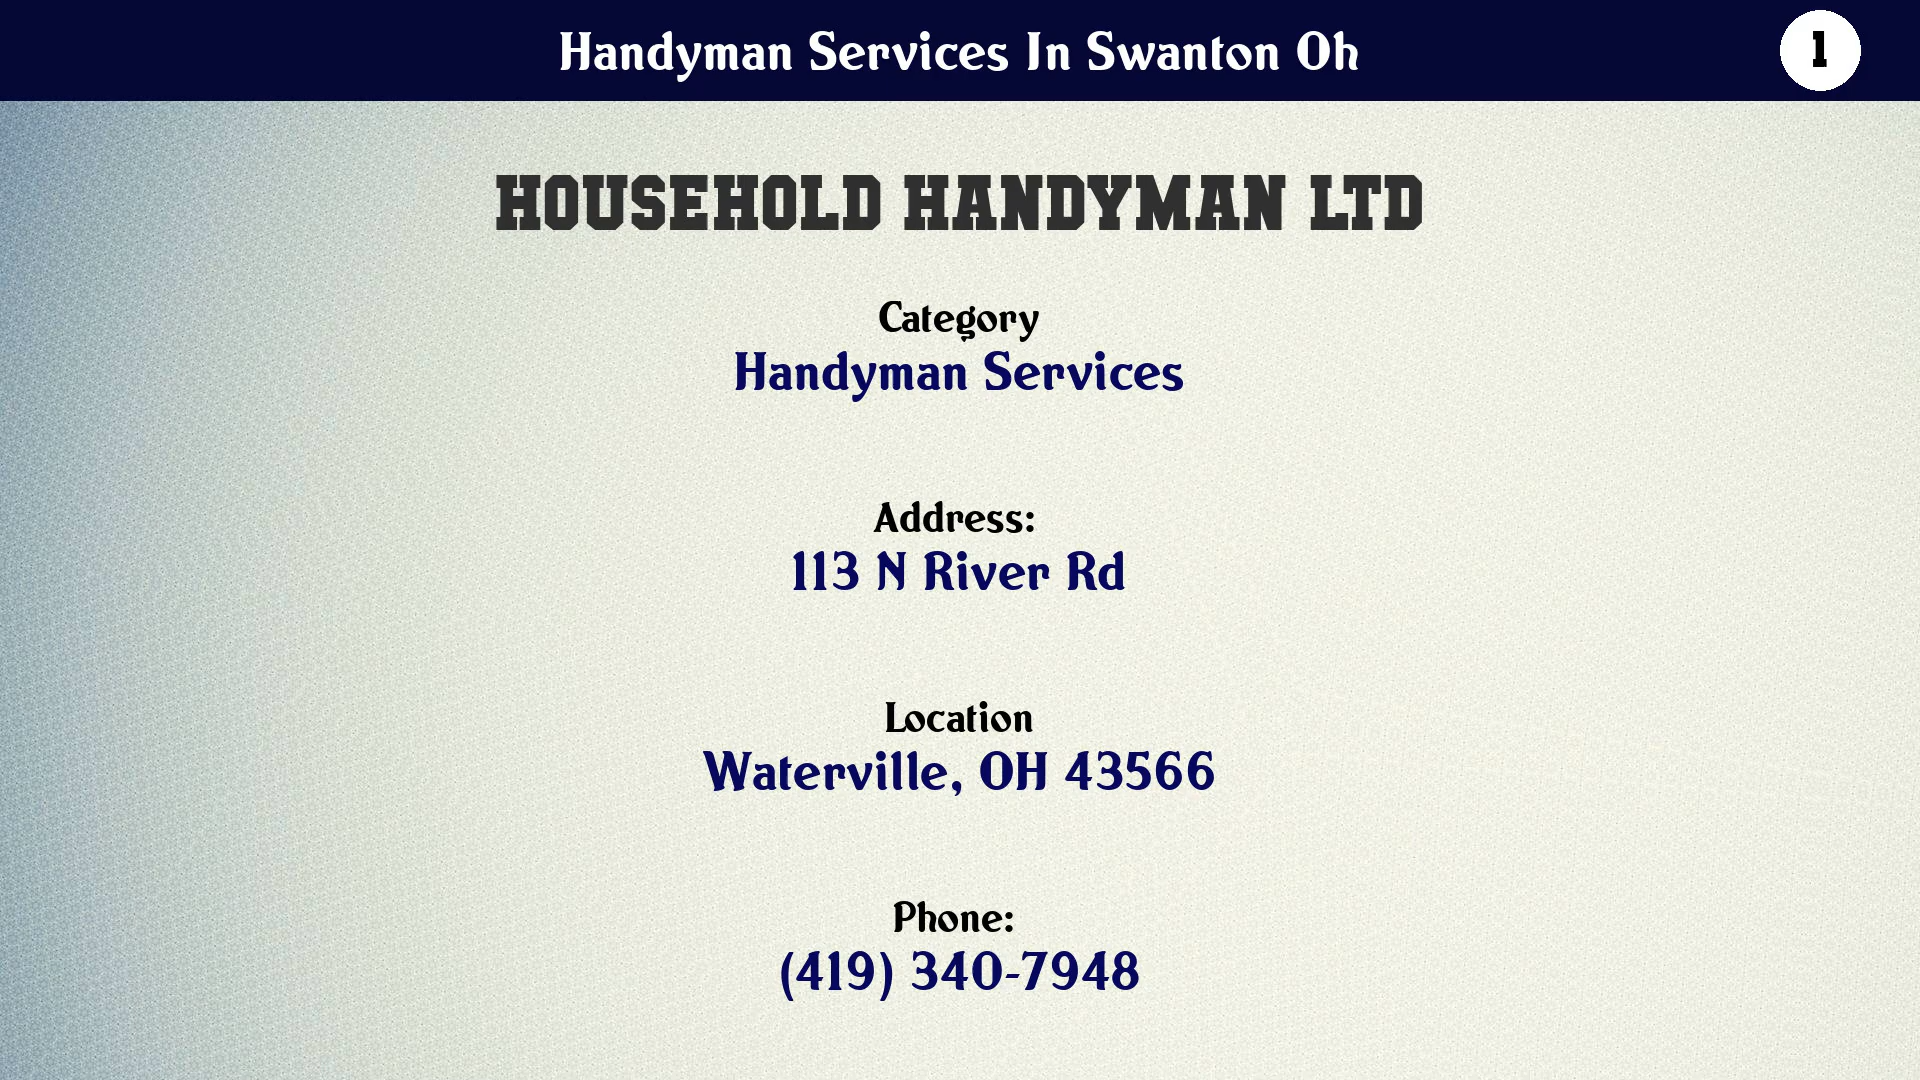 Handyman Services In Swanton Oh
1
HOUSEHOLD HANDYMAN LTD
Category
Handyman Services
Address:
113 N River Rd
Location
Waterville, OH 43566
Phone:
(419) 340-7948